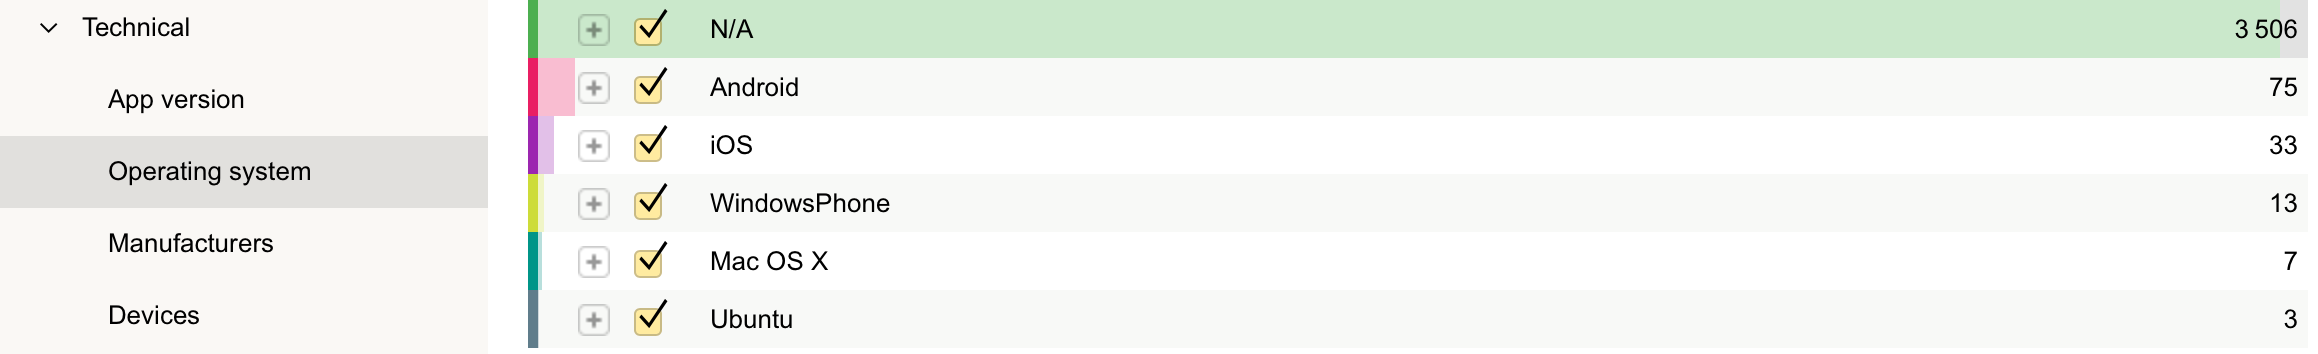 Technical
App version
Operating system
Manufacturers
Devices
N/A 3 506
Android 75
iOS 33
WindowsPhone 13
Mac OS X 7
Ubuntu 3